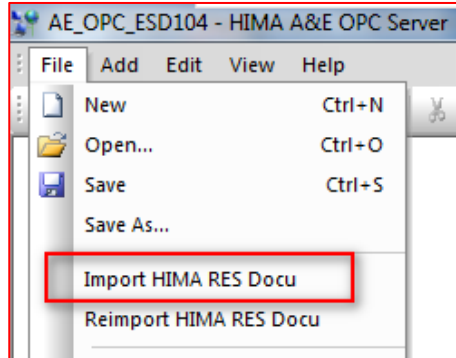 AE_OPC_ESD104 - HIMA A&E OPC Server
File Add Edit View Help
New Ctrl+N
Open... Ctrl+O
Save Ctrl+S
Save As...
Import HIMA RES Docu
Reimport HIMA RES Docu